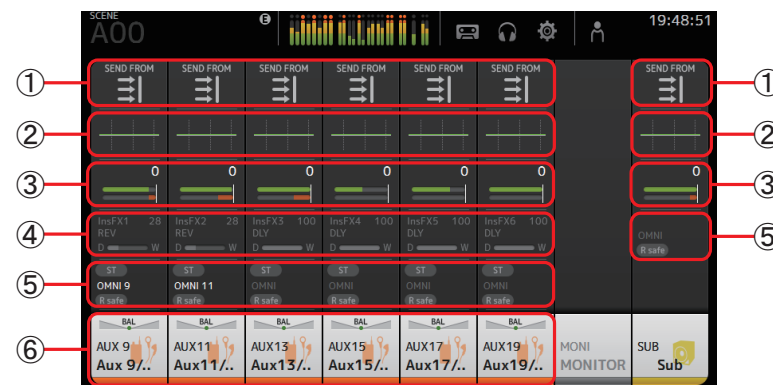 SCENE
A00
E
19:48:51
① SEND FROM SEND FROM SEND FROM SEND FROM SEND FROM SEND FROM SEND FROM ①
② ②
③ 0 0 0 0 0 0 0 ③
④ InsFX1 28 InsFX2 28 InsFX3 100 InsFX4 100 InsFX5 100 InsFX6 100
REV REV DLY DLY DLY DLY
D W D W D W D W D W D W
OMNI ⑤
R safe
⑤ ST ST ST ST ST ST
OMNI 9 OMNI 11 OMNI OMNI OMNI OMNI
R safe R safe R safe R safe R safe R safe
⑥ BAL BAL BAL BAL BAL BAL
AUX 9 AUX11 AUX13 AUX15 AUX17 AUX19 MONI SUB
Aux 9/.. Aux11/.. Aux13/.. Aux15/.. Aux17/.. Aux19/.. MONITOR Sub